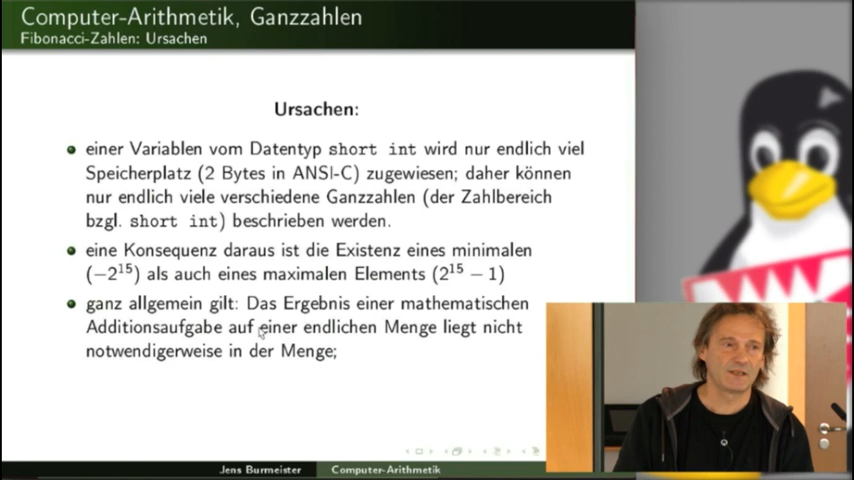 Computer-Arithmetik, Ganzzahlen
Fibonacci-Zahlen: Ursachen
Ursachen:
einer Variablen vom Datentyp short int wird nur endlich viel
Speicherplatz (2 Bytes in ANSI-C) zugewiesen; daher können
nur endlich viele verschiedene Ganzzahlen (der Zahlbereich
bzgl. short int) beschrieben werden.
eine Konsequenz daraus ist die Existenz eines minimalen
(−2¹⁵) als auch eines maximalen Elements (2¹⁵ − 1)
ganz allgemein gilt: Das Ergebnis einer mathematischen
Additionsaufgabe auf einer endlichen Menge liegt nicht
notwendigerweise in der Menge;
Jens Burmeister Computer-Arithmetik